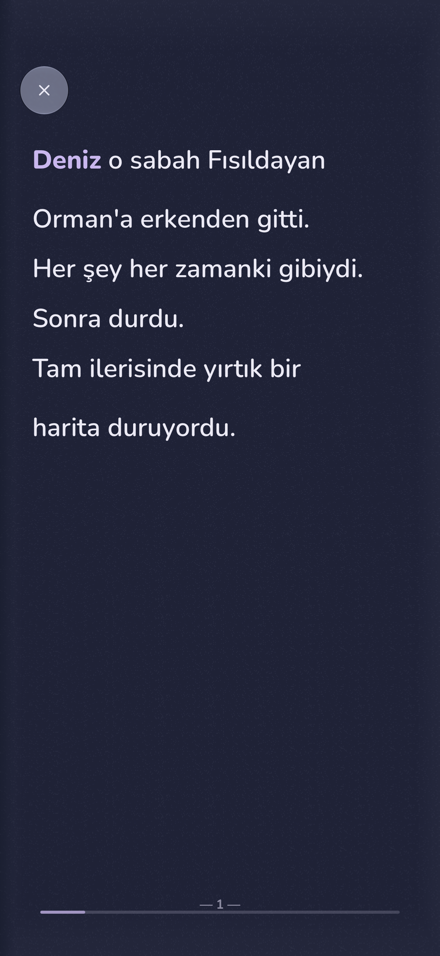 Deniz o sabah Fısıldayan
Orman'a erkenden gitti.
Her şey her zamanki gibiydi.
Sonra durdu.
Tam ilerisinde yırtık bir
harita duruyordu.
— 1 —